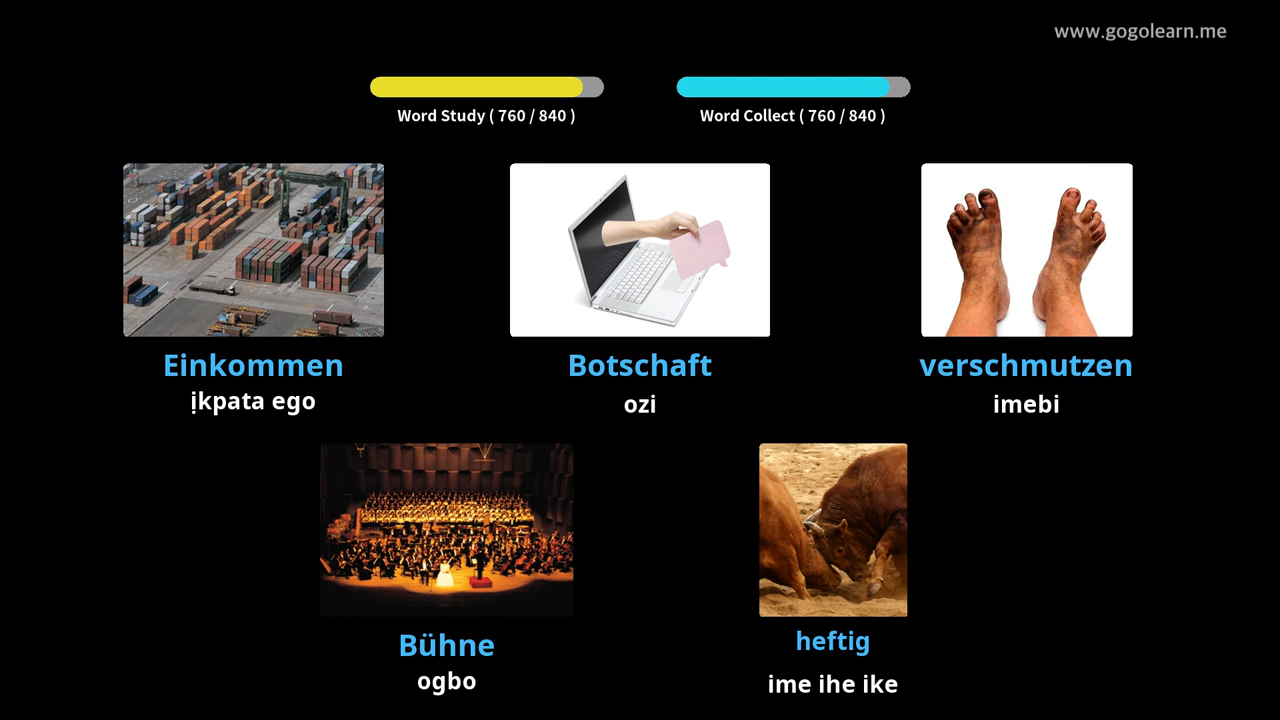 www.gogolearn.me
Word Study ( 760 / 840 )
Word Collect ( 760 / 840 )
Einkommen
ịkpata ego
Botschaft
ozi
verschmutzen
imebi
Bühne
ogbo
heftig
ime ihe ike